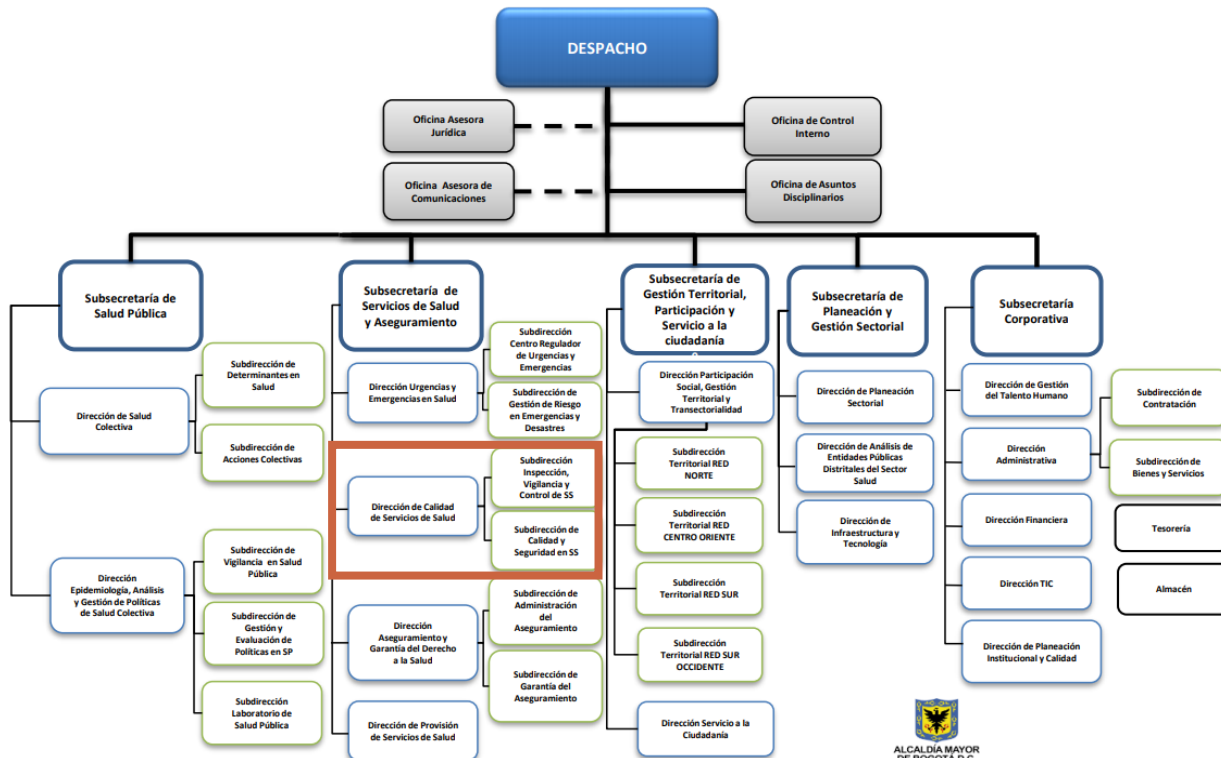 DESPACHO
Oficina Asesora
Jurídica
Oficina de Control
Interno
Oficina Asesora de
Comunicaciones
Oficina de Asuntos
Disciplinarios
Subsecretaría de
Salud Pública
Subsecretaría de
Servicios de Salud
y Aseguramiento
Subsecretaría de
Gestión Territorial,
Participación y
Servicio a la
ciudadanía
Subsecretaría de
Planeación y
Gestión Sectorial
Subsecretaría
Corporativa
Dirección de Salud
Colectiva
Subdirección de
Determinantes en
Salud
Subdirección de
Acciones Colectivas
Dirección
Epidemiología, Análisis
y Gestión de Políticas
de Salud Colectiva
Subdirección de
Vigilancia en Salud
Pública
Subdirección de
Gestión y
Evaluación de
Políticas en SP
Subdirección
Laboratorio de
Salud Pública
Dirección Urgencias y
Emergencias en Salud
Subdirección
Centro Regulador
de Urgencias y
Emergencias
Subdirección de
Gestión de Riesgo
en Emergencias y
Desastres
Dirección de Calidad
de Servicios de Salud
Subdirección
Inspección,
Vigilancia y
Control de SS
Subdirección de
Calidad y
Seguridad en SS
Dirección
Aseguramiento y
Garantía del Derecho
a la Salud
Subdirección de
Administración
del
Aseguramiento
Subdirección de
Garantía del
Aseguramiento
Dirección de Provisión
de Servicios de Salud
Dirección Participación
Social, Gestión
Territorial y
Transectorialidad
Subdirección
Territorial RED
NORTE
Subdirección
Territorial RED
CENTRO ORIENTE
Subdirección
Territorial RED SUR
Subdirección
Territorial RED SUR
OCCIDENTE
Dirección Servicio a la
Ciudadanía
Dirección de Planeación
Sectorial
Dirección de Análisis de
Entidades Públicas
Distritales del Sector
Salud
Dirección de
Infraestructura y
Tecnología
Dirección de Gestión
del Talento Humano
Dirección
Administrativa
Dirección Financiera
Dirección TIC
Dirección de Planeación
Institucional y Calidad
Subdirección de
Contratación
Subdirección de
Bienes y Servicios
Tesorería
Almacén
ALCALDÍA MAYOR
DE BOGOTÁ D.C.